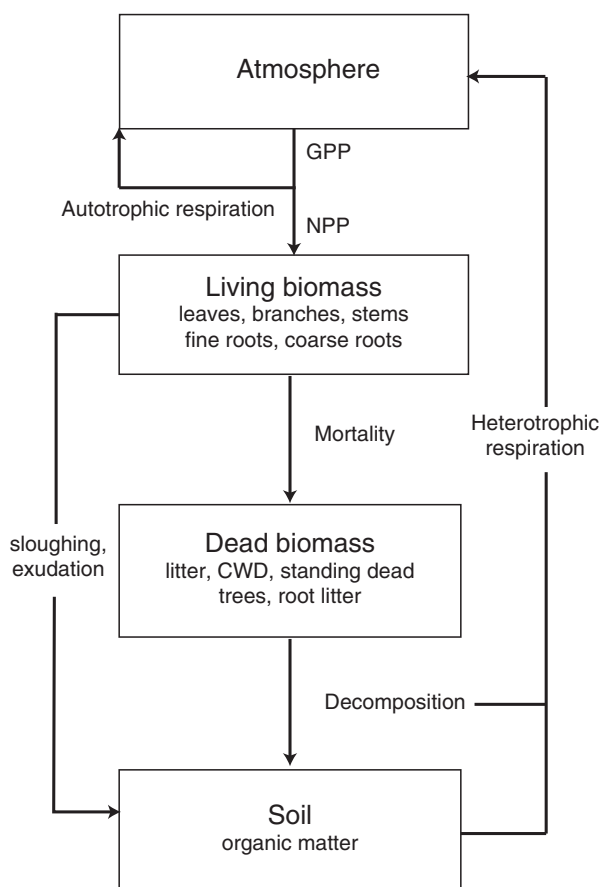 Atmosphere
GPP
Autotrophic respiration
NPP
Living biomass
leaves, branches, stems
fine roots, coarse roots
Heterotrophic
respiration
Mortality
Dead biomass
litter, CWD, standing dead
trees, root litter
sloughing,
exudation
Decomposition
Soil
organic matter